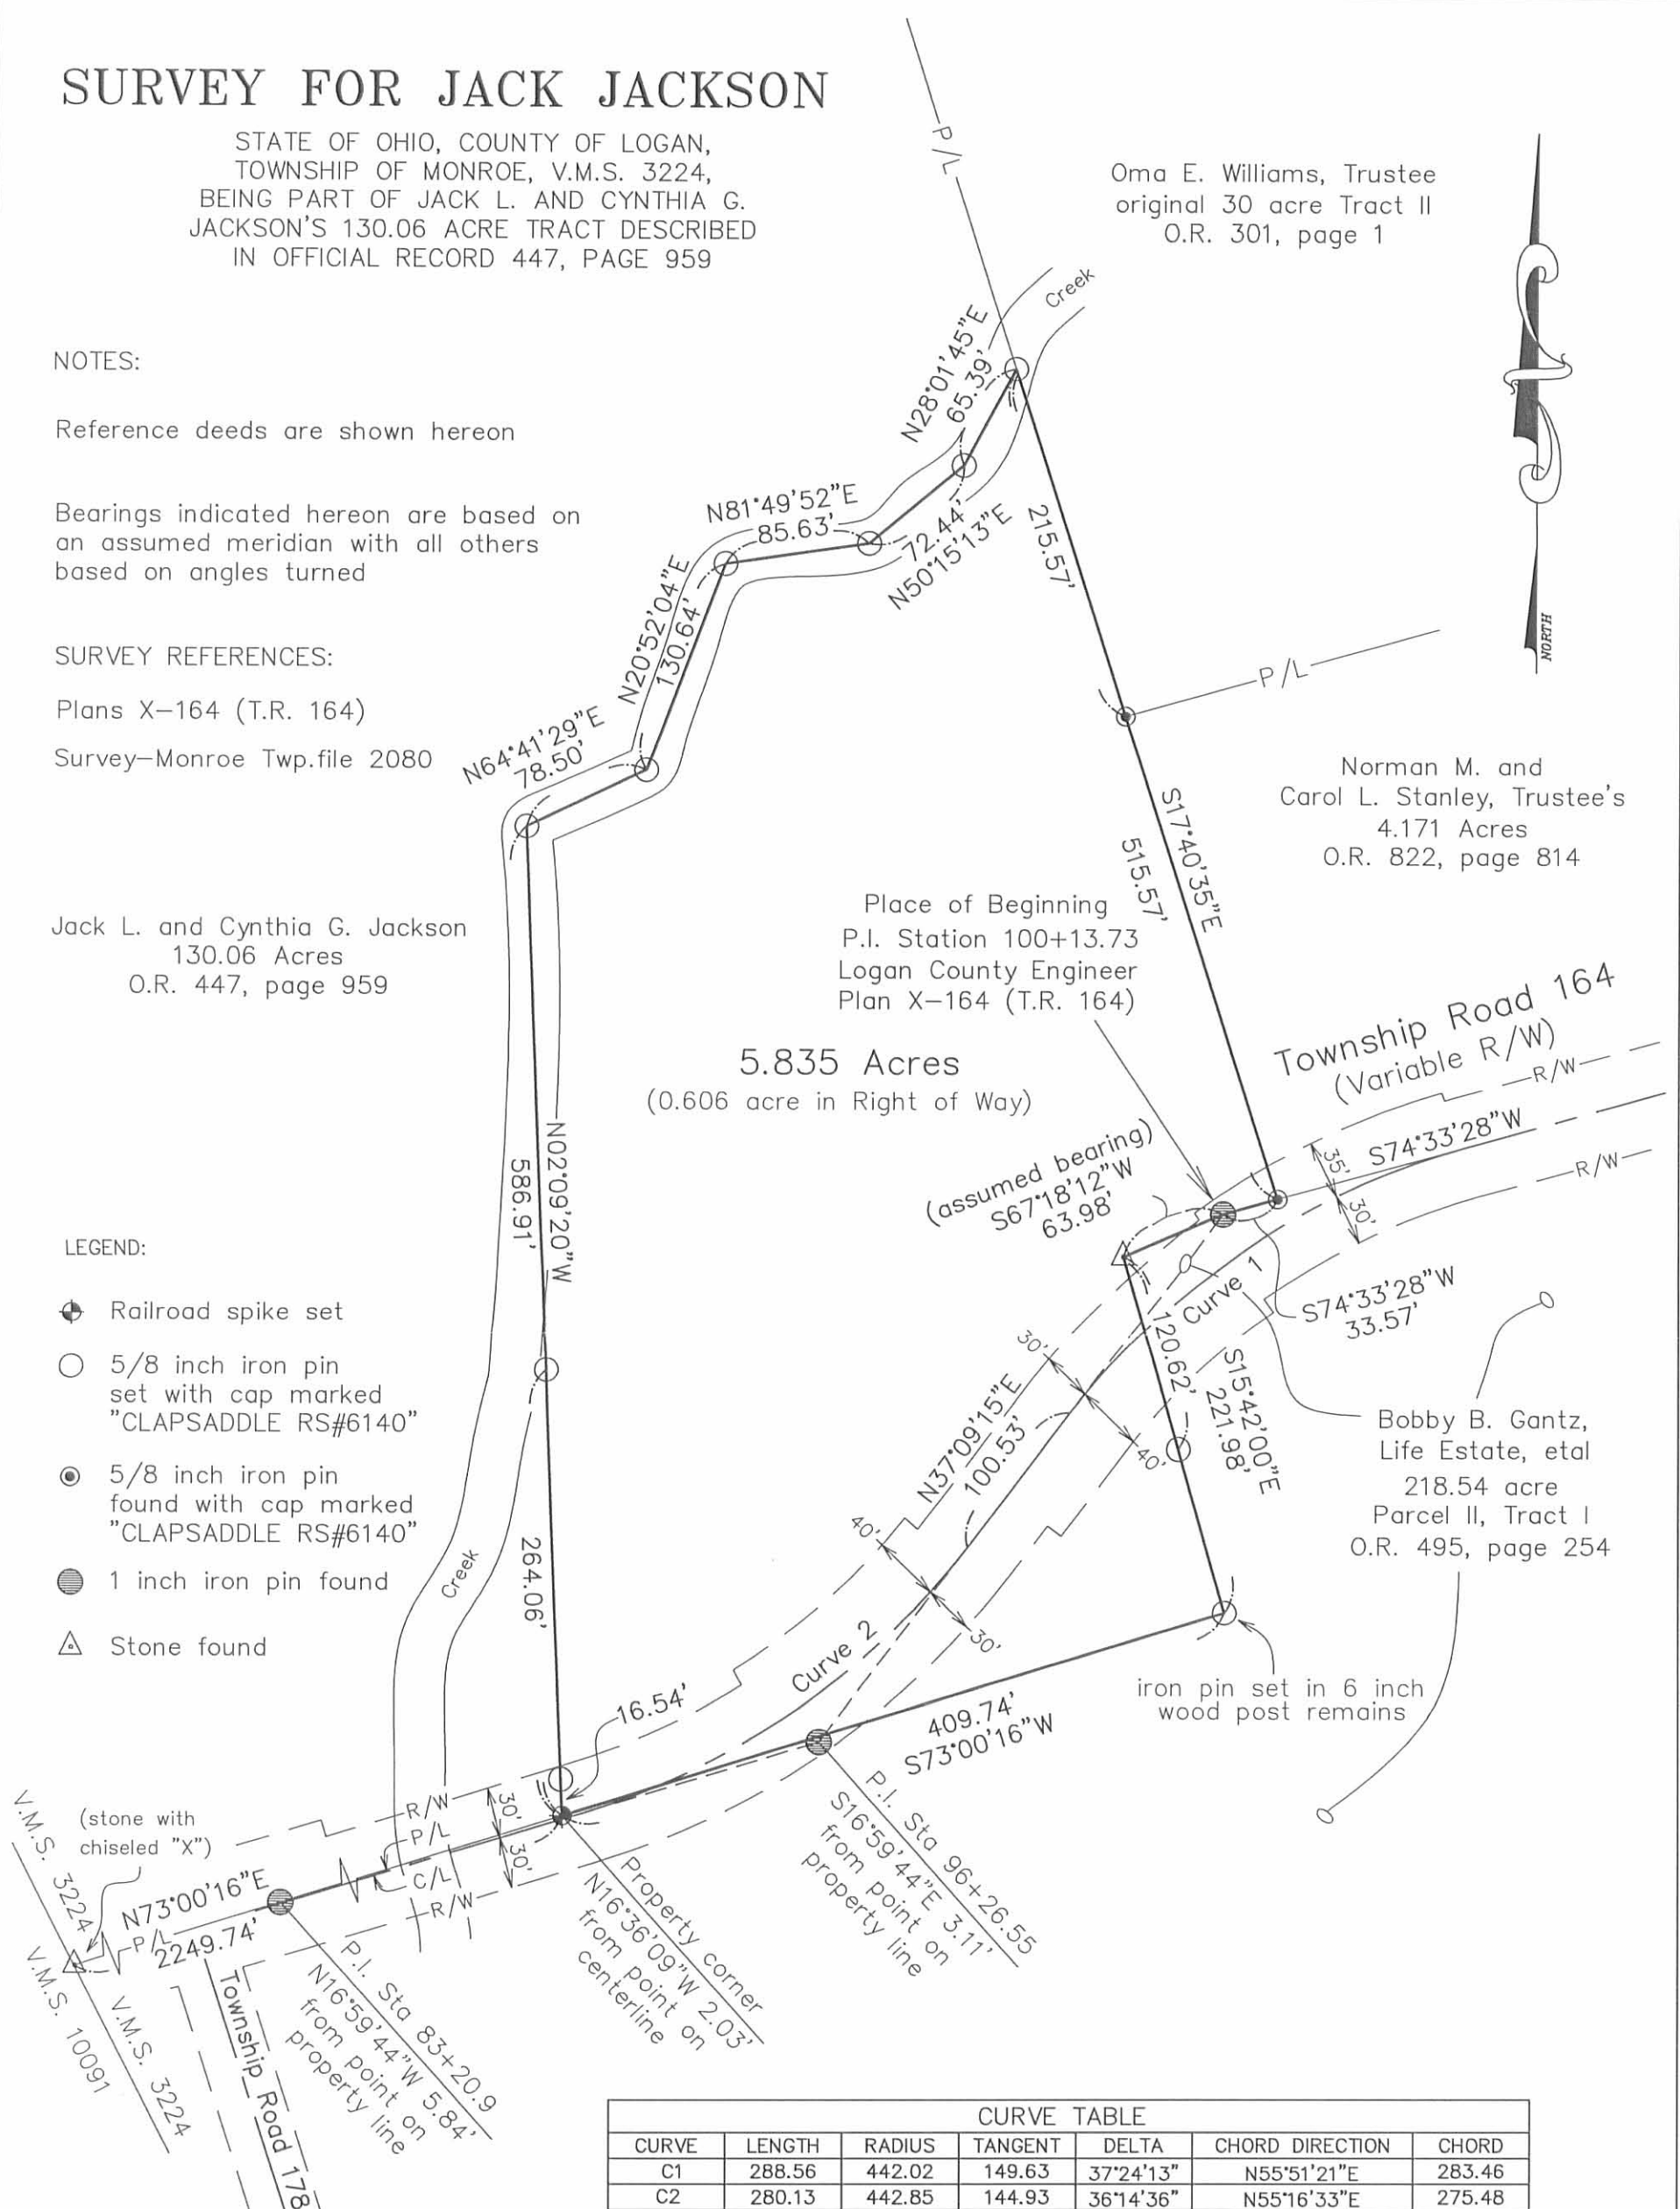 SURVEY FOR JACK JACKSON
STATE OF OHIO, COUNTY OF LOGAN,
TOWNSHIP OF MONROE, V.M.S. 3224,
BEING PART OF JACK L. AND CYNTHIA G.
JACKSON'S 130.06 ACRE TRACT DESCRIBED
IN OFFICIAL RECORD 447, PAGE 959
P/L
Oma E. Williams, Trustee
original 30 acre Tract II
O.R. 301, page 1
NORTH
NOTES:
Reference deeds are shown hereon
Bearings indicated hereon are based on
an assumed meridian with all others
based on angles turned
SURVEY REFERENCES:
Plans X-164 (T.R. 164)
Survey-Monroe Twp.file 2080
Creek
N28°01'45"E
65.39'
72.44'
N50°15'13"E
N81°49'52"E
85.63'
N20°52'04"E
130.64'
N64°41'29"E
78.50'
215.57'
P/L
S17°40'35"E
515.57'
Norman M. and
Carol L. Stanley, Trustee's
4.171 Acres
O.R. 822, page 814
Jack L. and Cynthia G. Jackson
130.06 Acres
O.R. 447, page 959
Place of Beginning
P.I. Station 100+13.73
Logan County Engineer
Plan X-164 (T.R. 164)
5.835 Acres
(0.606 acre in Right of Way)
Township Road 164
(Variable R/W)
R/W
S74°33'28"W
R/W
35'
30'
(assumed bearing)
S67°18'12"W
63.98'
Curve 1
S74°33'28"W
33.57'
N02°09'20"W
586.91'
264.06'
120.62'
S15°42'00"E
221.98'
30'
40'
N37°09'15"E
100.53'
40'
30'
Bobby B. Gantz,
Life Estate, etal
218.54 acre
Parcel II, Tract I
O.R. 495, page 254
LEGEND:
Railroad spike set
5/8 inch iron pin
set with cap marked
"CLAPSADDLE RS#6140"
5/8 inch iron pin
found with cap marked
"CLAPSADDLE RS#6140"
1 inch iron pin found
Stone found
Creek
Curve 2
16.54'
iron pin set in 6 inch
wood post remains
409.74'
S73°00'16"W
P.I. Sta 96+26.55
S16°59'44"E 3.11'
from point on
property line
R/W
P/L
C/L
R/W
30'
30'
Property corner
N16°36'09"W 2.03'
from point on
centerline
(stone with
chiseled "X")
V.M.S. 3224
V.M.S. 10091
V.M.S. 3224
N73°00'16"E
P/L
2249.74'
P.I. Sta 83+20.9
N16°59'44"W 5.84'
from point on
property line
Township Road 178
CURVE TABLE
CURVE LENGTH RADIUS TANGENT DELTA CHORD DIRECTION CHORD
C1 288.56 442.02 149.63 37°24'13" N55°51'21"E 283.46
C2 280.13 442.85 144.93 36°14'36" N55°16'33"E 275.48